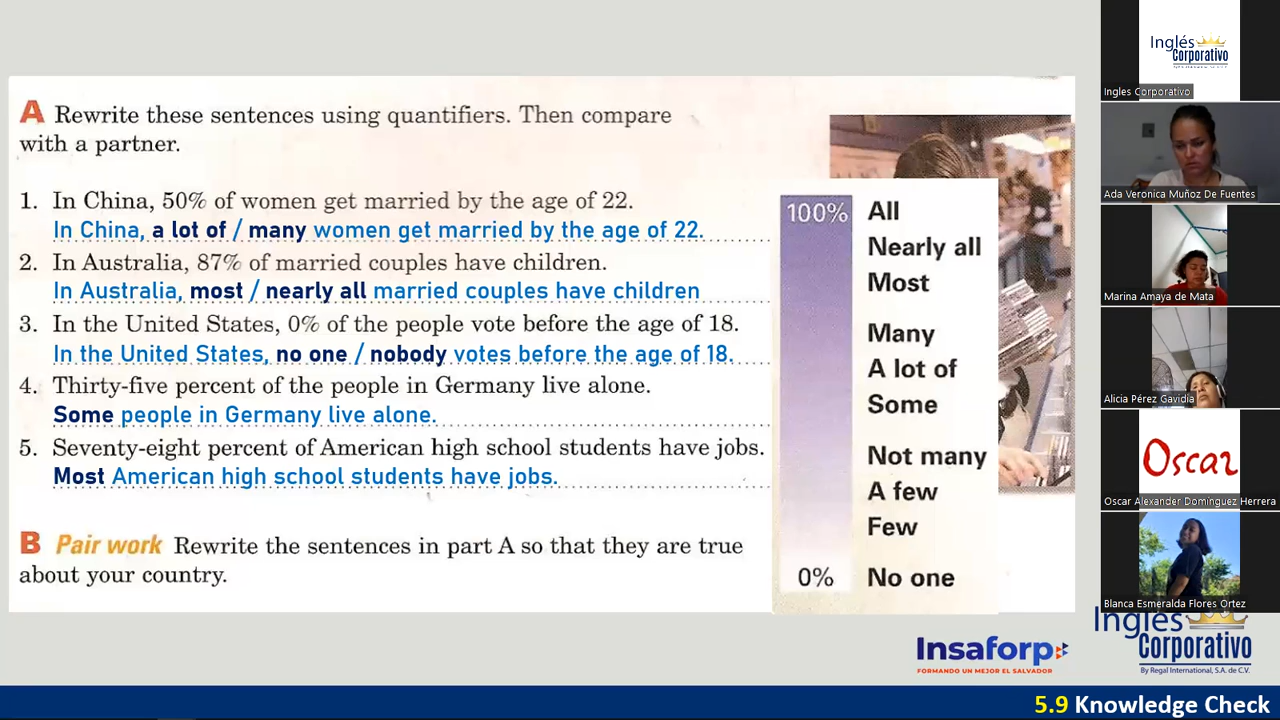 A Rewrite these sentences using quantifiers. Then compare
with a partner.
1. In China, 50% of women get married by the age of 22.
In China, a lot of / many women get married by the age of 22.
2. In Australia, 87% of married couples have children.
In Australia, most / nearly all married couples have children
3. In the United States, 0% of the people vote before the age of 18.
In the United States, no one / nobody votes before the age of 18.
4. Thirty-five percent of the people in Germany live alone.
Some people in Germany live alone.
5. Seventy-eight percent of American high school students have jobs.
Most American high school students have jobs.
B Pair work Rewrite the sentences in part A so that they are true
about your country.
100% All
Nearly all
Most
Many
A lot of
Some
Not many
A few
Few
0% No one
Inglés
Corporativo
Ingles Corporativo
Ada Veronica Muñoz De Fuentes
Marina Amaya de Mata
Alicia Pérez Gavidia
Oscar
Oscar Alexander Domínguez Herrera
Blanca Esmeralda Flores Ortez
Insaforp
FORMANDO UN MEJOR EL SALVADOR
Inglés
Corporativo
By Regal International, S.A. de C.V.
5.9 Knowledge Check